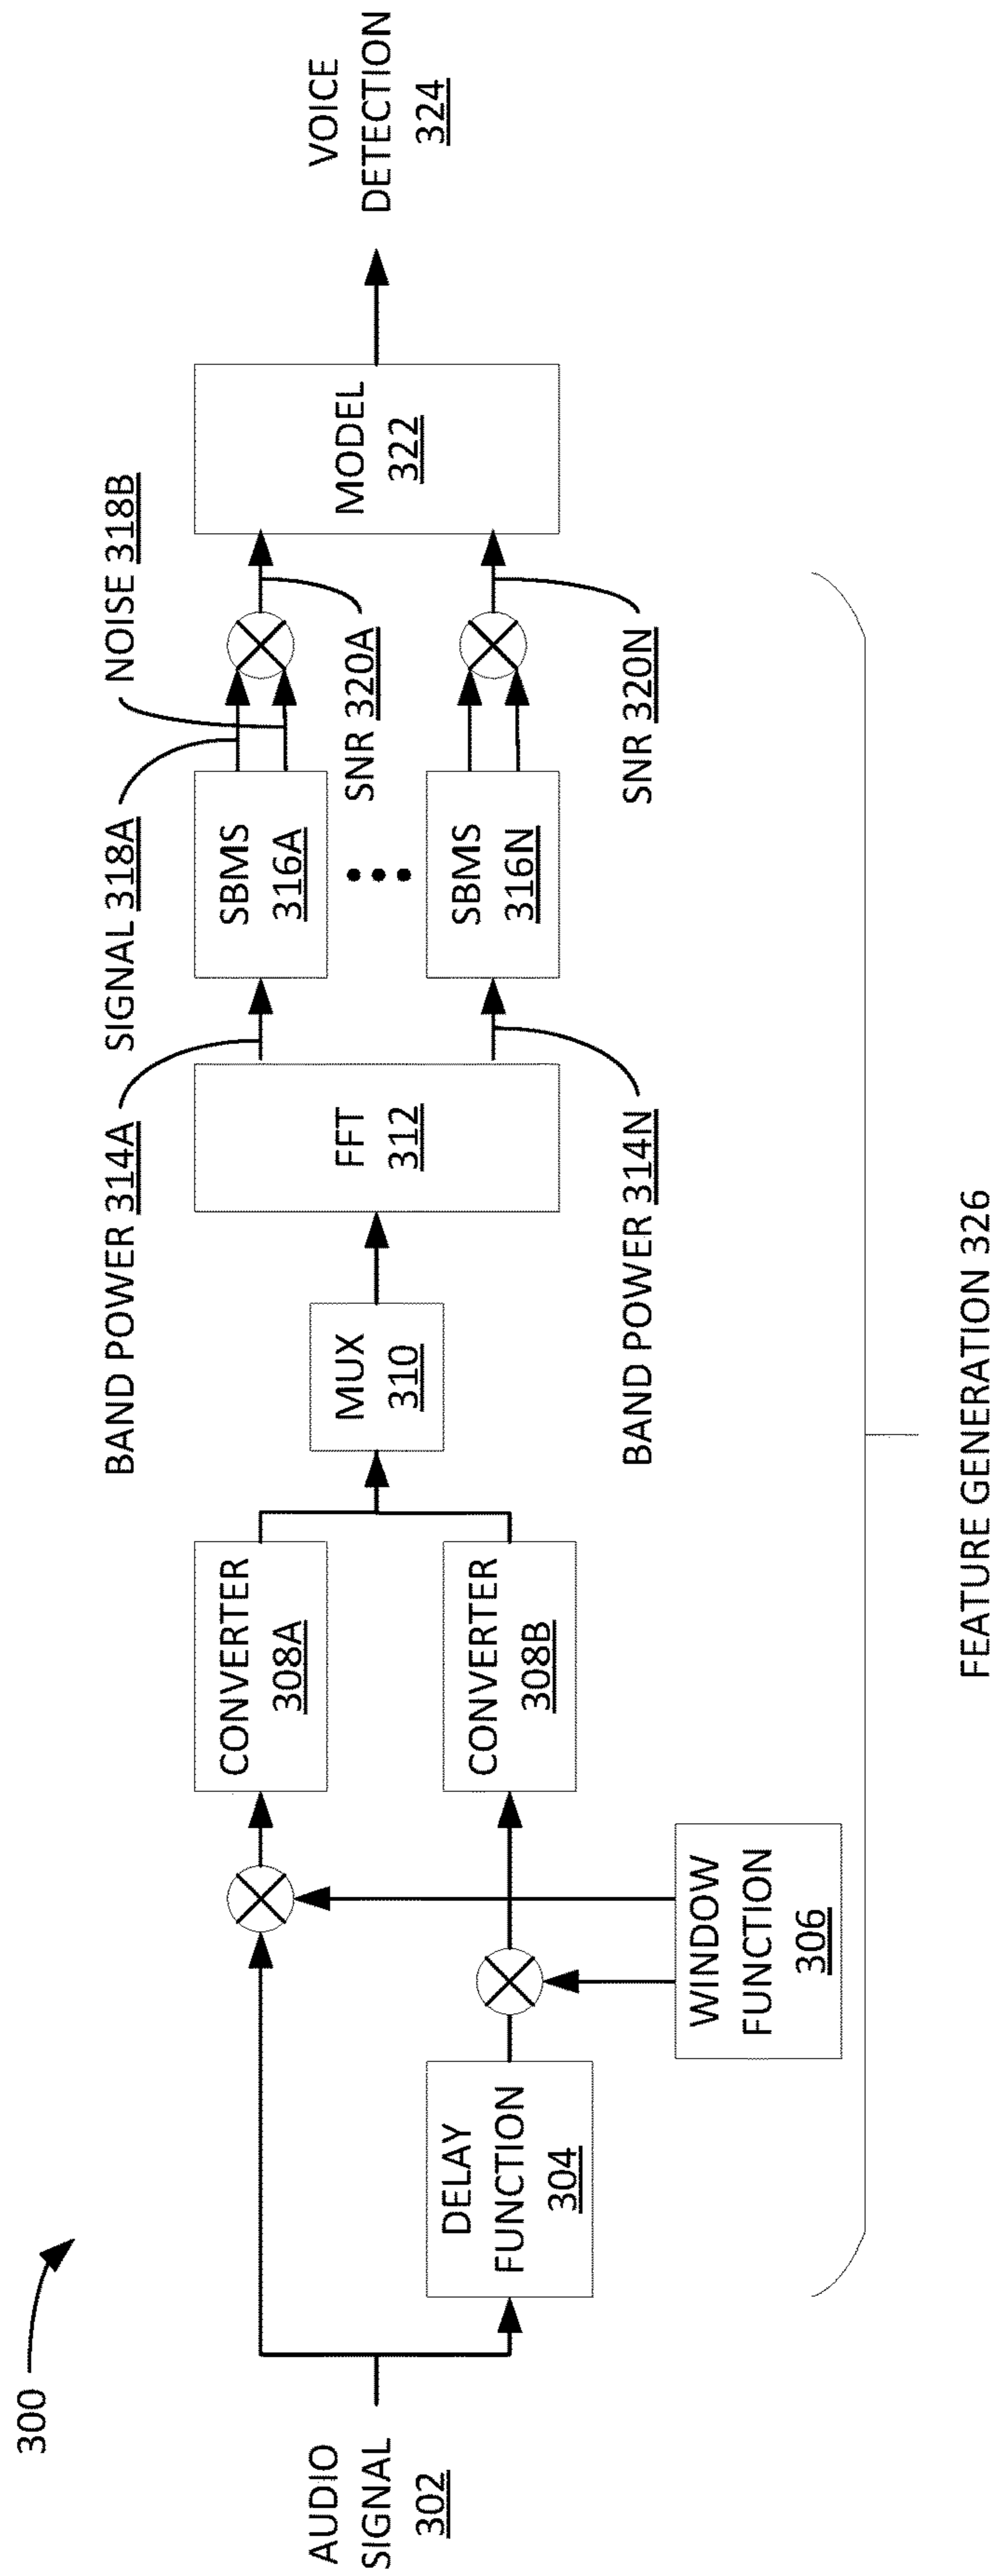 300
AUDIO
SIGNAL
302
DELAY
FUNCTION
304
WINDOW
FUNCTION
306
CONVERTER
308A
CONVERTER
308B
MUX
310
FFT
312
BAND POWER 314A
BAND POWER 314N
SBMS
316A
SBMS
316N
SIGNAL 318A
NOISE 318B
SNR 320A
SNR 320N
MODEL
322
VOICE
DETECTION
324
FEATURE GENERATION 326